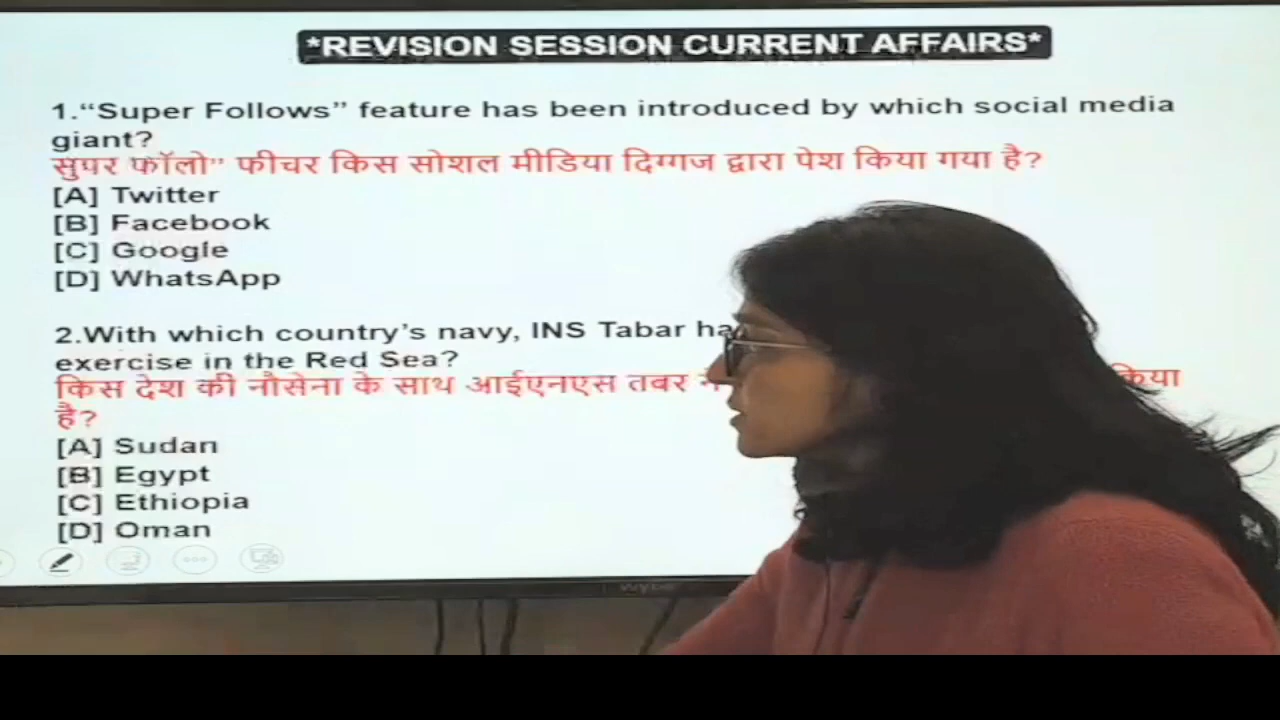 *REVISION SESSION CURRENT AFFAIRS*
1.“Super Follows” feature has been introduced by which social media
giant?
सुपर फॉलो” फीचर किस सोशल मीडिया दिग्गज द्वारा पेश किया गया है?
[A] Twitter
[B] Facebook
[C] Google
[D] WhatsApp
2.With which country’s navy, INS Tabar
exercise in the Red Sea?
किस देश की नौसेना के साथ आईएनएस तबर किया
है?
[A] Sudan
[B] Egypt
[C] Ethiopia
[D] Oman